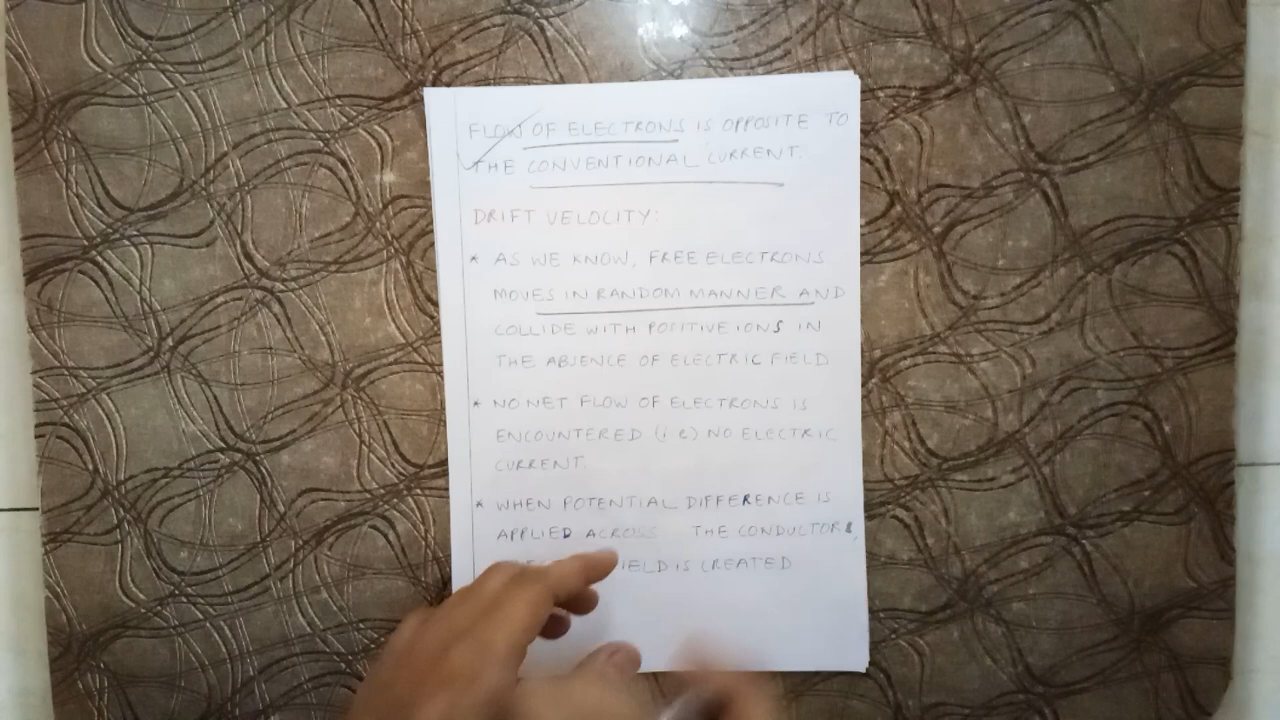 FLOW OF ELECTRONS IS OPPOSITE TO
THE CONVENTIONAL CURRENT.
DRIFT VELOCITY:
* AS WE KNOW, FREE ELECTRONS
MOVES IN RANDOM MANNER AND
COLLIDE WITH POSITIVE IONS IN
THE ABSENCE OF ELECTRIC FIELD
* NO NET FLOW OF ELECTRONS IS
ENCOUNTERED (i e) NO ELECTRIC
CURRENT.
* WHEN POTENTIAL DIFFERENCE IS
APPLIED ACROSS THE CONDUCTOR,
IS CREATED